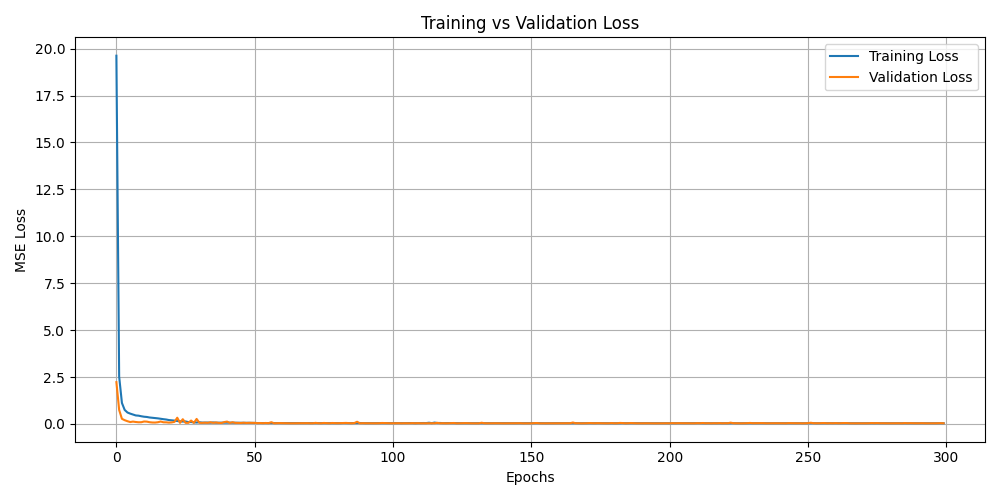 Training vs Validation Loss
Training Loss
Validation Loss
20.0
17.5
15.0
12.5
10.0
7.5
5.0
2.5
0.0
MSE Loss
0 50 100 150 200 250 300
Epochs